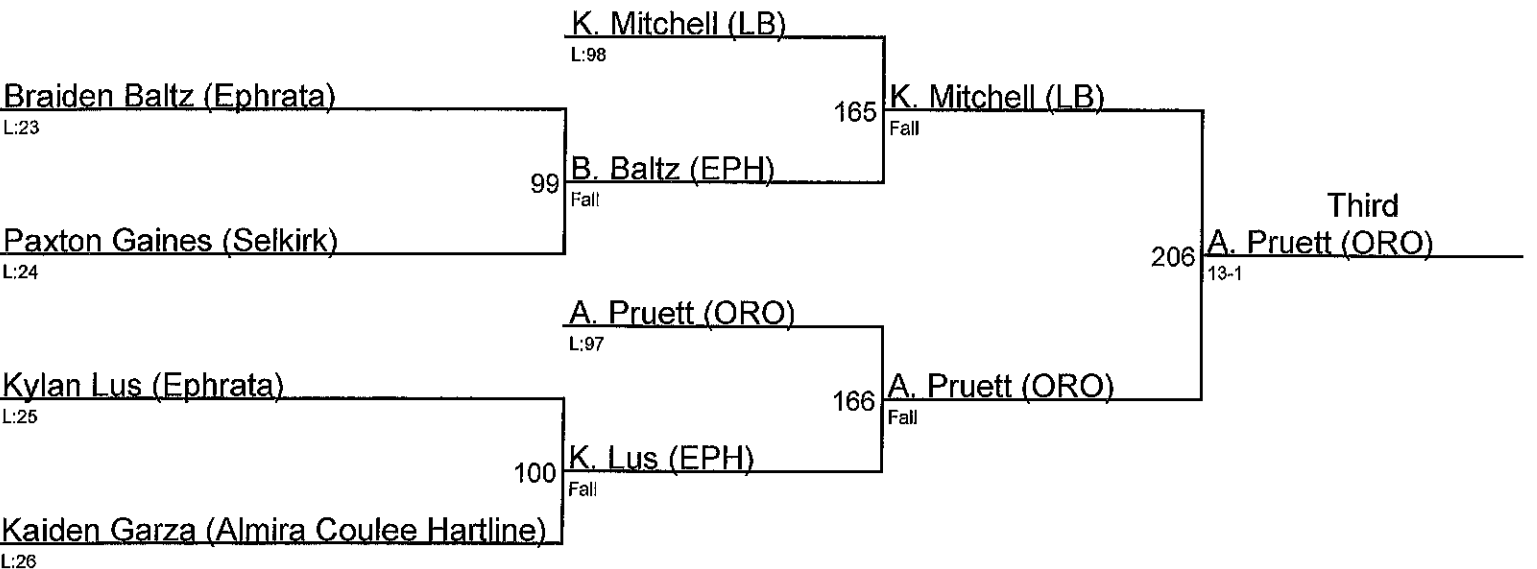 K. Mitchell (LB)
L:98
Braiden Baltz (Ephrata)
L:23
165
K. Mitchell (LB)
Fall
99
B. Baltz (EPH)
Fall
Paxton Gaines (Selkirk)
L:24
Third
206
A. Pruett (ORO)
13-1
A. Pruett (ORO)
L:97
Kylan Lus (Ephrata)
L:25
166
A. Pruett (ORO)
Fall
100
K. Lus (EPH)
Fall
Kaiden Garza (Almira Coulee Hartline)
L:26